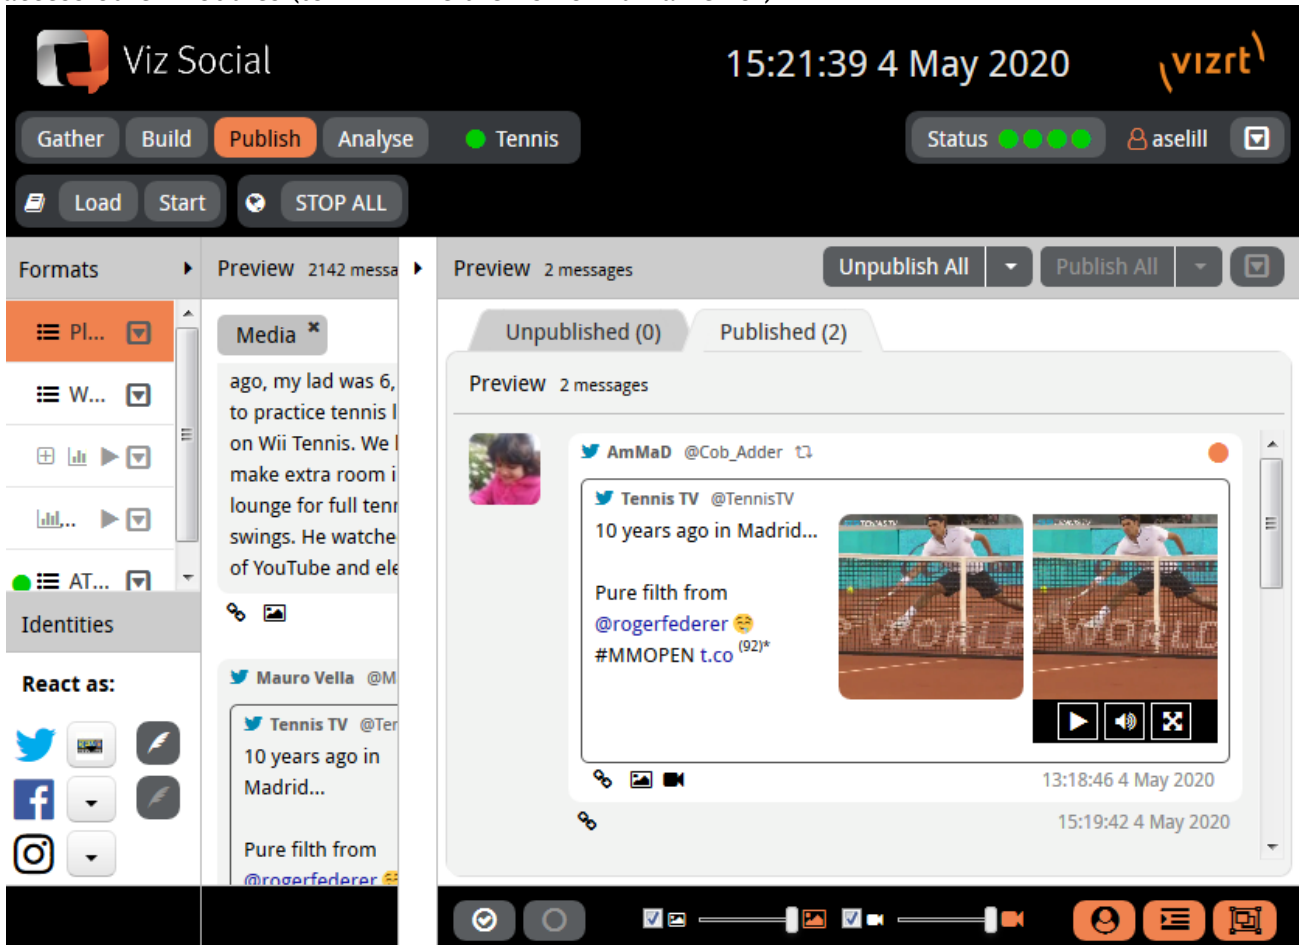 Viz Social
15:21:39 4 May 2020
vizrt
Gather Build Publish Analyse Tennis
Status aselill
Load Start STOP ALL
Formats
Pl...
W...
AT...
Identities
React as:
Preview 2142 messa
Media
ago, my lad was 6,
to practice tennis l
on Wii Tennis. We
make extra room i
lounge for full
swings. He watche
of YouTube and ele
Mauro Vella @M
Tennis TV @Ter
10 years ago in
Madrid...
Pure filth from
@rogerfederer
Preview 2 messages
Unpublish All Publish All
Unpublished (0) Published (2)
Preview 2 messages
AmMaD @Cob_Adder
Tennis TV @TennisTV
10 years ago in Madrid...
Pure filth from
@rogerfederer
#MMOPEN t.co (92)*
13:18:46 4 May 2020
15:19:42 4 May 2020